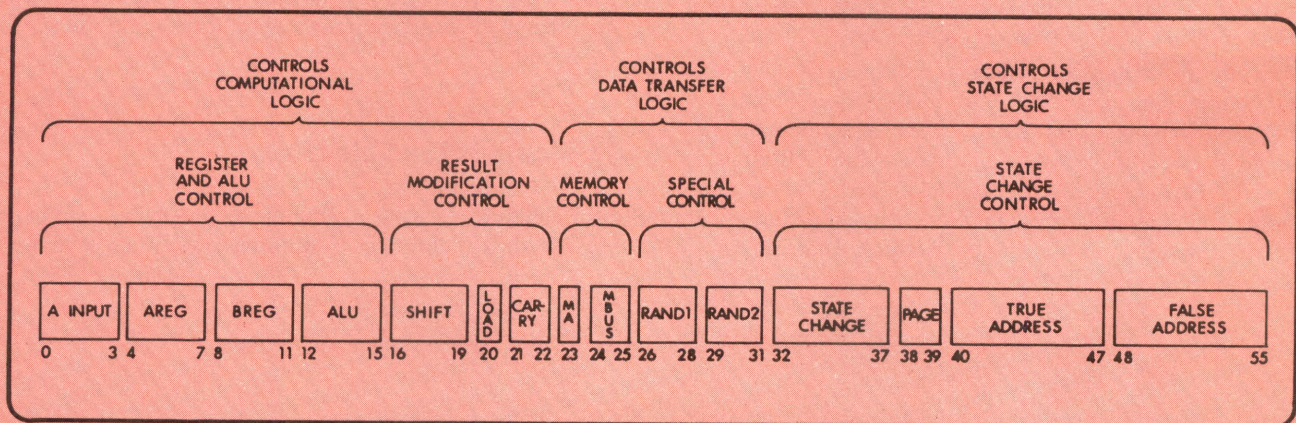 CONTROLS
COMPUTATIONAL
LOGIC
CONTROLS
DATA TRANSFER
LOGIC
CONTROLS
STATE CHANGE
LOGIC
REGISTER
AND ALU
CONTROL
RESULT
MODIFICATION
CONTROL
MEMORY
CONTROL
SPECIAL
CONTROL
STATE
CHANGE
CONTROL
A INPUT
AREG
BREG
ALU
SHIFT
LOAD
CAR-
RY
MA
MBUS
RAND1
RAND2
STATE
CHANGE
PAGE
TRUE
ADDRESS
FALSE
ADDRESS
0 3 4 7 8 11 12 15 16 19 20 21 22 23 24 25 26 28 29 31 32 37 38 39 40 47 48 55